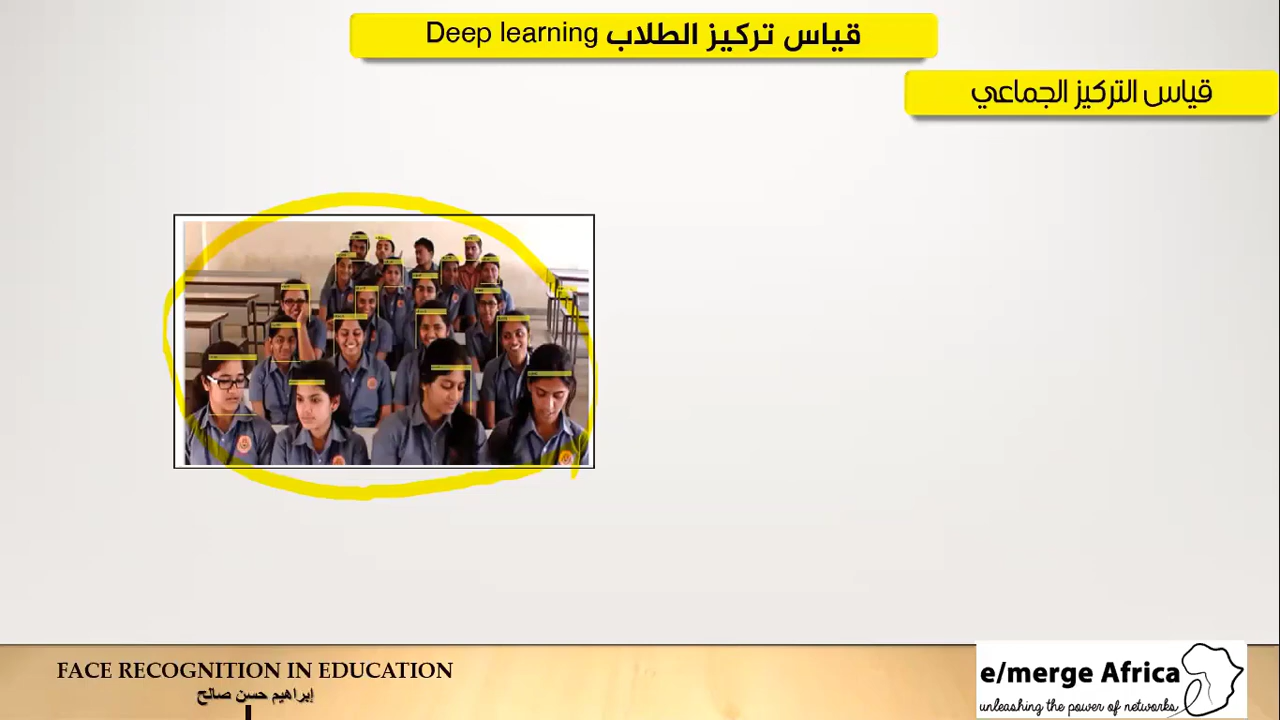 قياس تركيز الطلاب Deep learning
قياس التركيز الجماعي
FACE RECOGNITION IN EDUCATION
إبراهيم حسن صالح
e/merge Africa
unleashing the power of networks